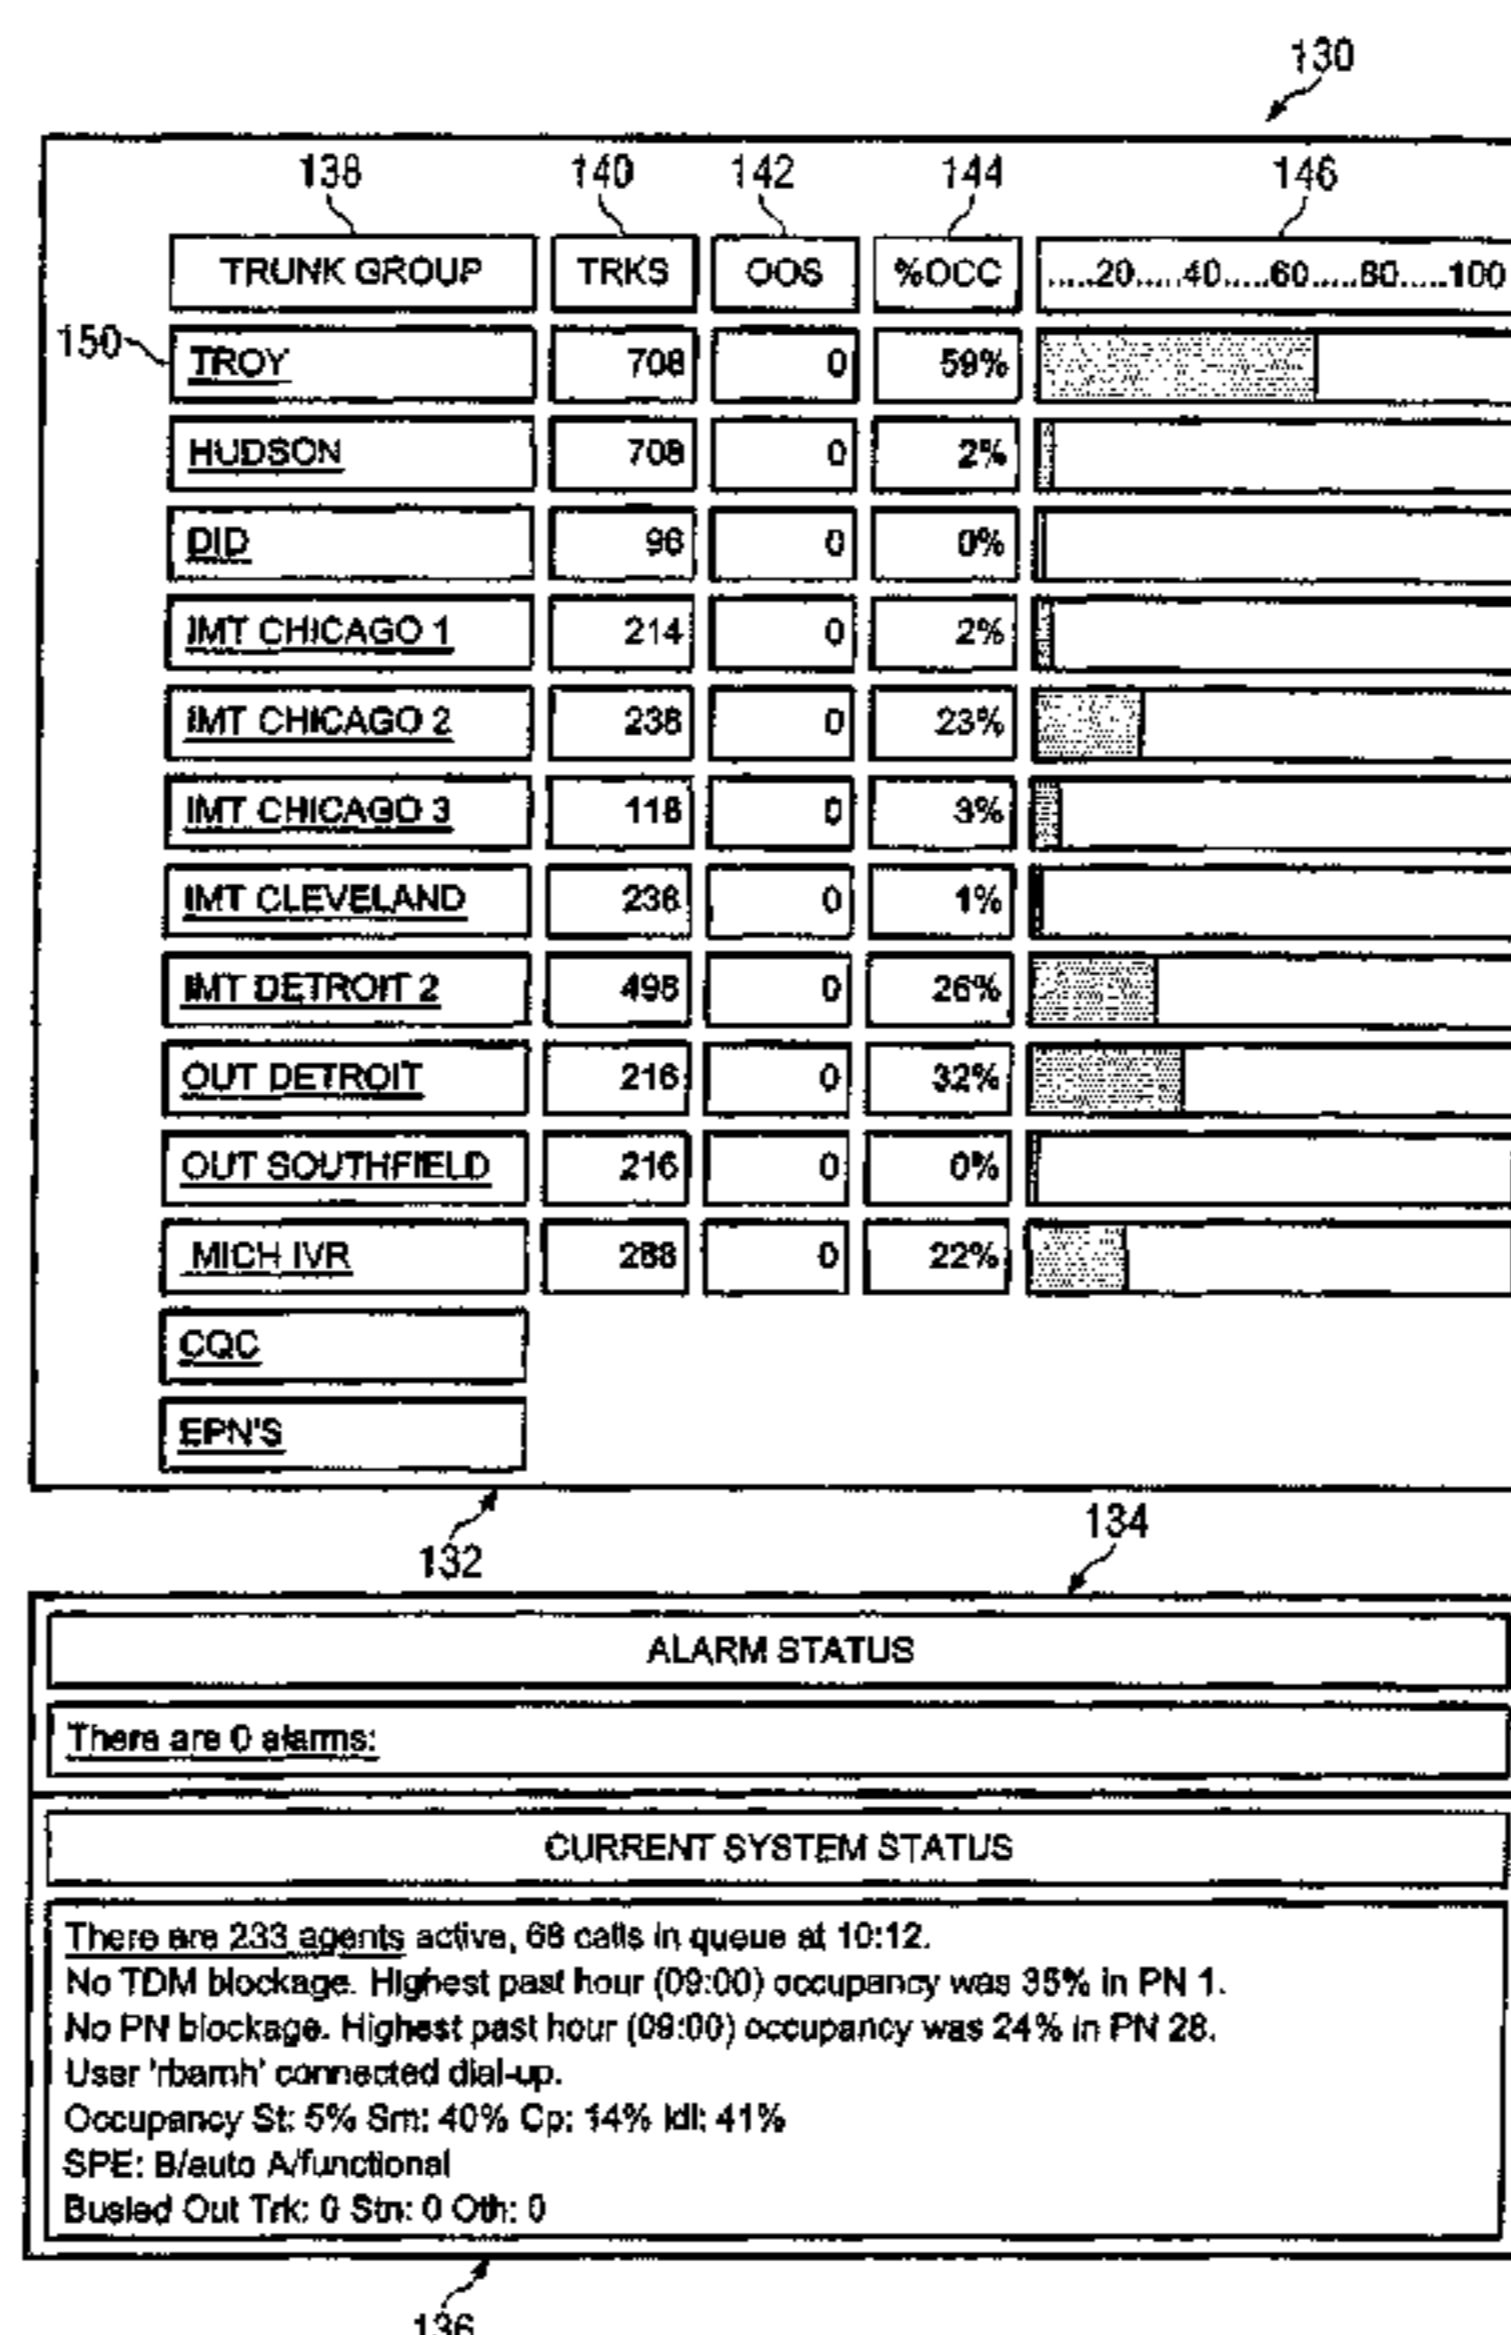 130
138 140 142 144 146
TRUNK GROUP TRKS OOS %OCC .....20.....40.....60.....80.....100
150 TROY 708 0 59%
HUDSON 708 0 2%
DID 96 0 0%
IMT CHICAGO 1 214 0 2%
IMT CHICAGO 2 238 0 23%
IMT CHICAGO 3 118 0 3%
IMT CLEVELAND 236 0 1%
IMT DETROIT 2 498 0 26%
OUT DETROIT 216 0 32%
OUT SOUTHFIELD 216 0 0%
MICH IVR 288 0 22%
CQC
EPN'S
132
134
ALARM STATUS
There are 0 alarms:
CURRENT SYSTEM STATUS
There are 233 agents active, 68 calls in queue at 10:12.
No TDM blockage. Highest past hour (09:00) occupancy was 35% in PN 1.
No PN blockage. Highest past hour (09:00) occupancy was 24% in PN 28.
User 'rbamh' connected dial-up.
Occupancy St: 5% Sm: 40% Cp: 14% Idl: 41%
SPE: B/auto A/functional
Busied Out Trk: 0 Stn: 0 Oth: 0
136